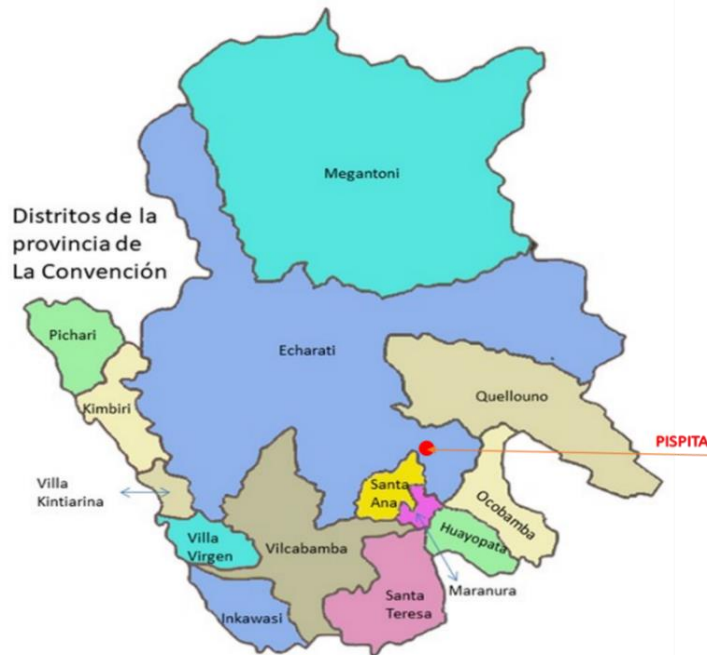 Megantoni
Distritos de la
provincia de
La Convención
Pichari
Echarati
Kimbiri
Quellouno
PISPITA
Villa
Kintiarina
Santa
Ana
Ocobamba
Villa
Virgen
Vilcabamba
Huayopata
Maranura
Santa
Teresa
Inkawasi